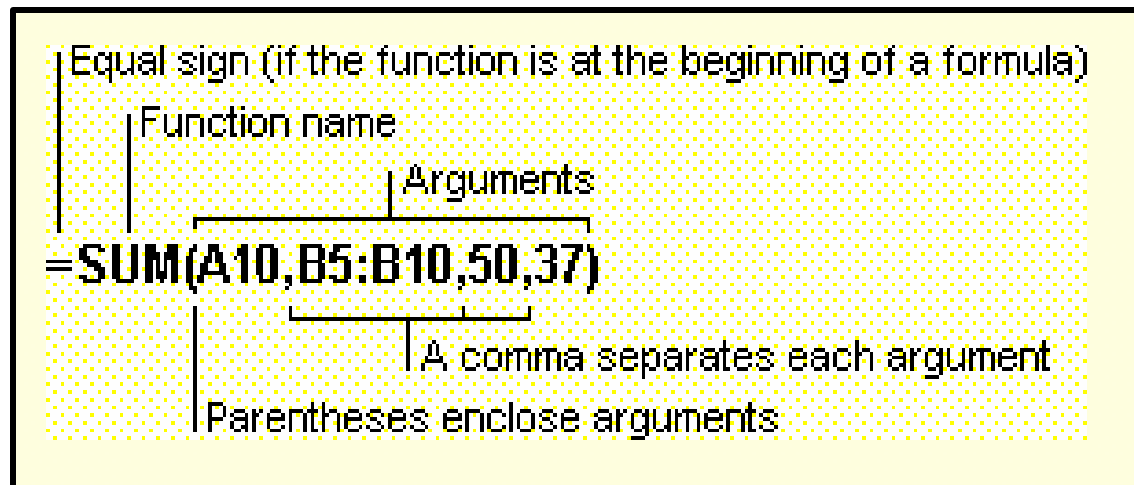 Equal sign (if the function is at the beginning of a formula)
Function name
Arguments
=SUM(A10,B5:B10,50,37)
A comma separates each argument
Parentheses enclose arguments